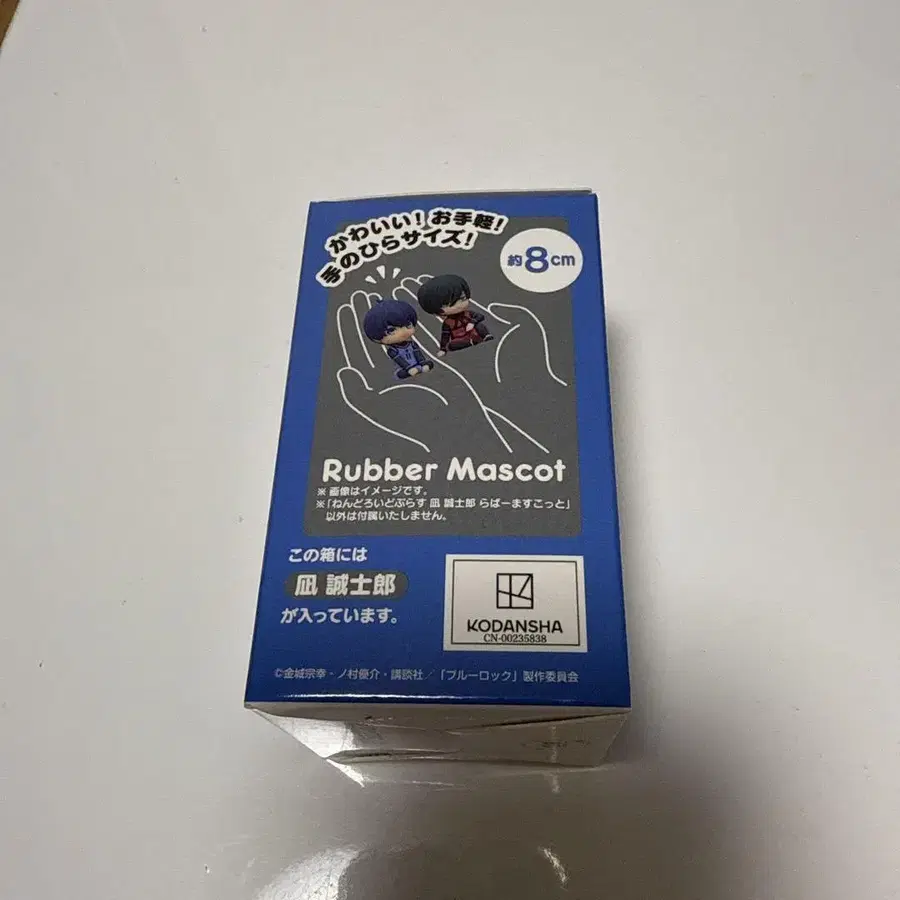 かわいい! お手軽!
手のひらサイズ!
約8cm
Rubber Mascot
※画像はイメージです。
※「ねんどろいどぷらす 凪 誠士郎 らばーますこっと」
以外は付属いたしません。
この箱には
凪 誠士郎
が入っています。
KODANSHA
CN-00235838
©金城宗幸・ノ村優介・講談社/「ブルーロック」製作委員会